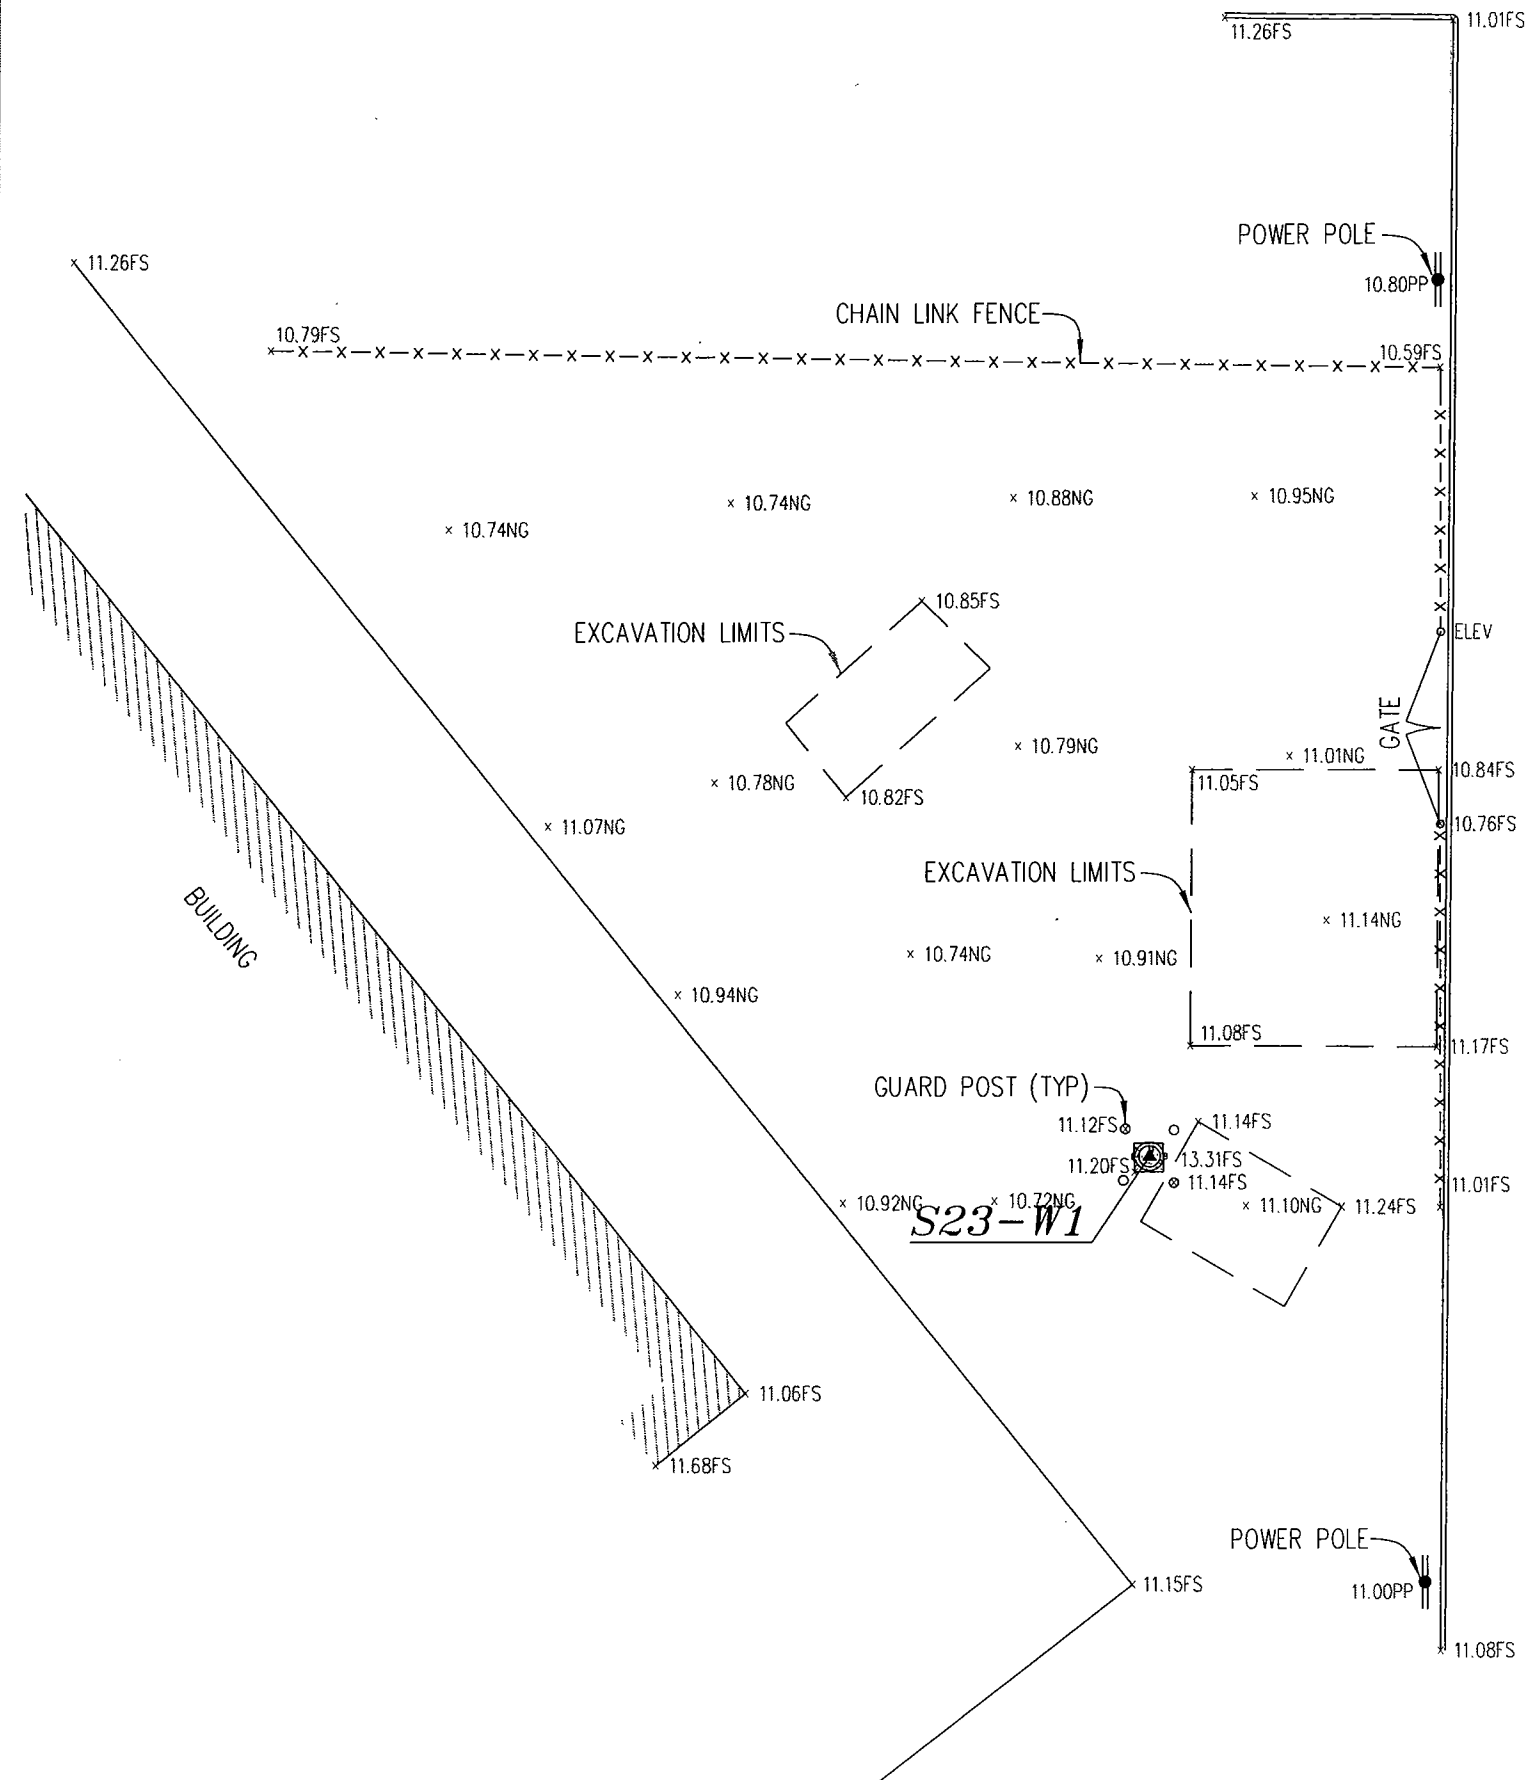 11.01FS
11.26FS
POWER POLE
10.80PP
11.26FS
CHAIN LINK FENCE
10.79FS
10.59FS
10.74NG
10.74NG
10.88NG
10.95NG
10.85FS
EXCAVATION LIMITS
ELEV
GATE
10.79NG
11.01NG
10.84FS
10.78NG
11.05FS
10.82FS
11.07NG
10.76FS
EXCAVATION LIMITS
BUILDING
11.14NG
10.74NG
10.91NG
10.94NG
11.08FS
11.17FS
GUARD POST (TYP)
11.12FS
11.14FS
11.20FS
13.31FS
11.14FS
11.01FS
10.92NG
10.72NG
11.10NG
11.24FS
S23-W1
11.06FS
11.68FS
POWER POLE
11.15FS
11.00PP
11.08FS